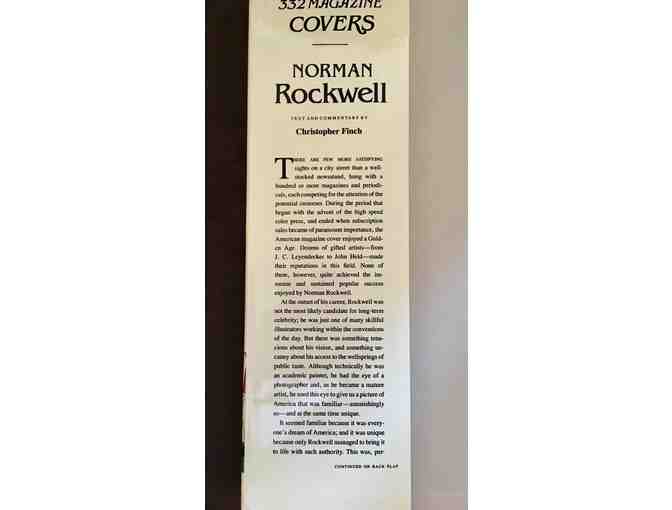 332 MAGAZINE
COVERS
NORMAN
Rockwell
TEXT AND COMMENTARY BY
Christopher Finch
THERE ARE FEW MORE SATISFYING
sights on a city street than a well-
stocked newsstand, hung with a
hundred or more magazines and periodi-
cals, each competing for the attention of the
potential customer. During the period that
began with the advent of the high speed
color press, and ended when subscription
sales became of paramount importance, the
American magazine cover enjoyed a Gold-
en Age. Dozens of gifted artists—from
J. C. Leyendecker to John Held—made
their reputations in this field. None of
them, however, quite achieved the im-
mense and sustained popular success
enjoyed by Norman Rockwell.
At the outset of his career, Rockwell was
not the most likely candidate for long-term
celebrity; he was just one of many skillful
illustrators working within the conventions
of the day. But there was something tena-
cious about his vision, and something un-
canny about his access to the wellsprings of
public taste. Although technically he was
an academic painter, he had the eye of a
photographer and, as he became a mature
artist, he used this eye to give us a picture of
America that was familiar—astonishingly
so—and at the same time unique.
It seemed familiar because it was every-
one's dream of America; and it was unique
because only Rockwell managed to bring it
to life with such authority. This was, per-
CONTINUED ON BACK FLAP